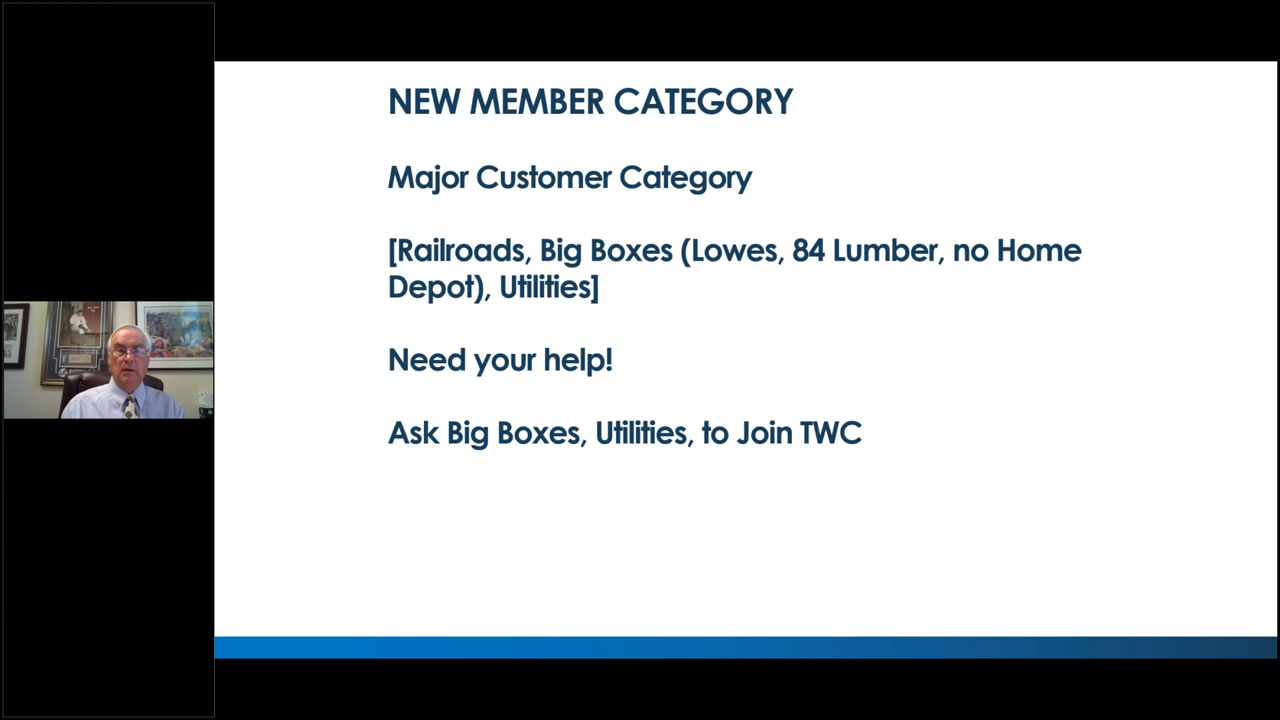 NEW MEMBER CATEGORY
Major Customer Category
[Railroads, Big Boxes (Lowes, 84 Lumber, no Home
Depot), Utilities]
Need your help!
Ask Big Boxes, Utilities, to Join TWC